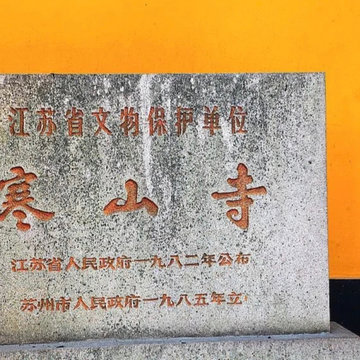 江苏省文物保护单位
寒山寺
江苏省人民政府一九八二年公布
苏州市人民政府一九八五年立